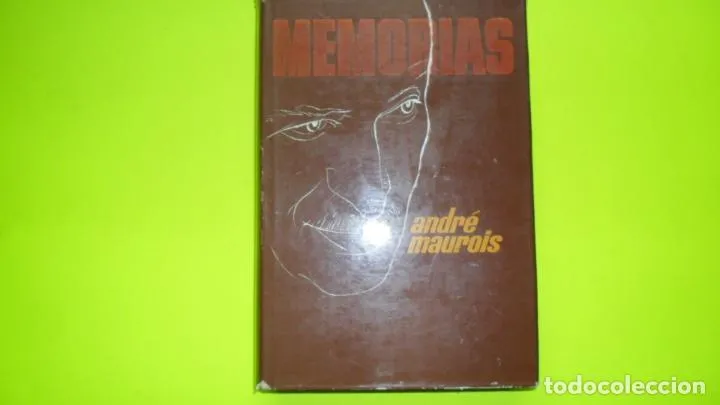 MEMORIAS
andré
maurois
todocoleccion